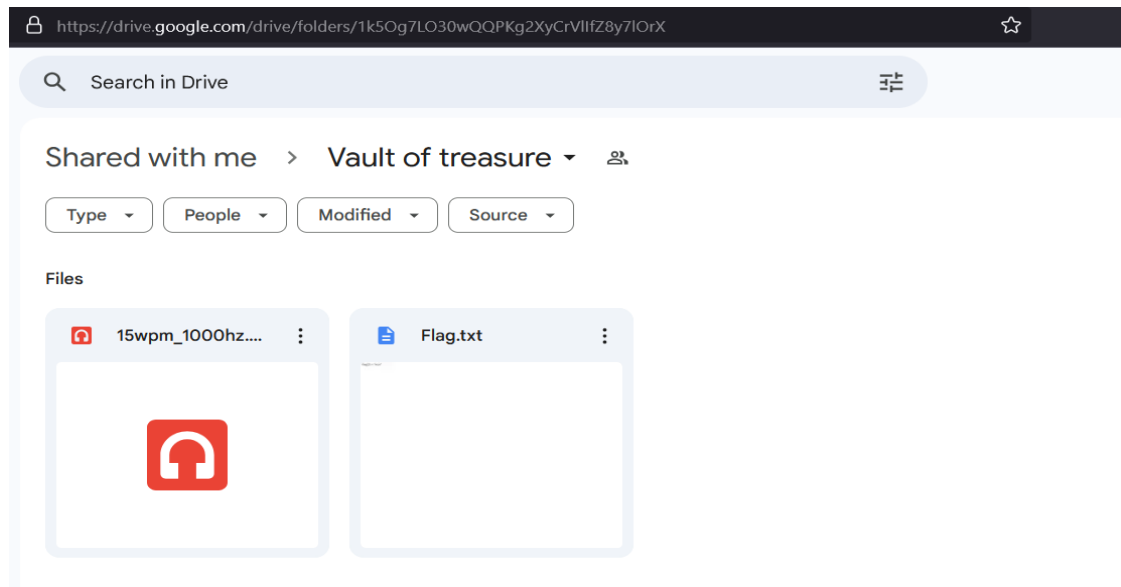 https://drive.google.com/drive/folders/1k5Og7LO30wQQPKg2XyCrVlIfZ8y7lOrX
Search in Drive
Shared with me > Vault of treasure
Type People Modified Source
Files
15wpm_1000hz.... Flag.txt